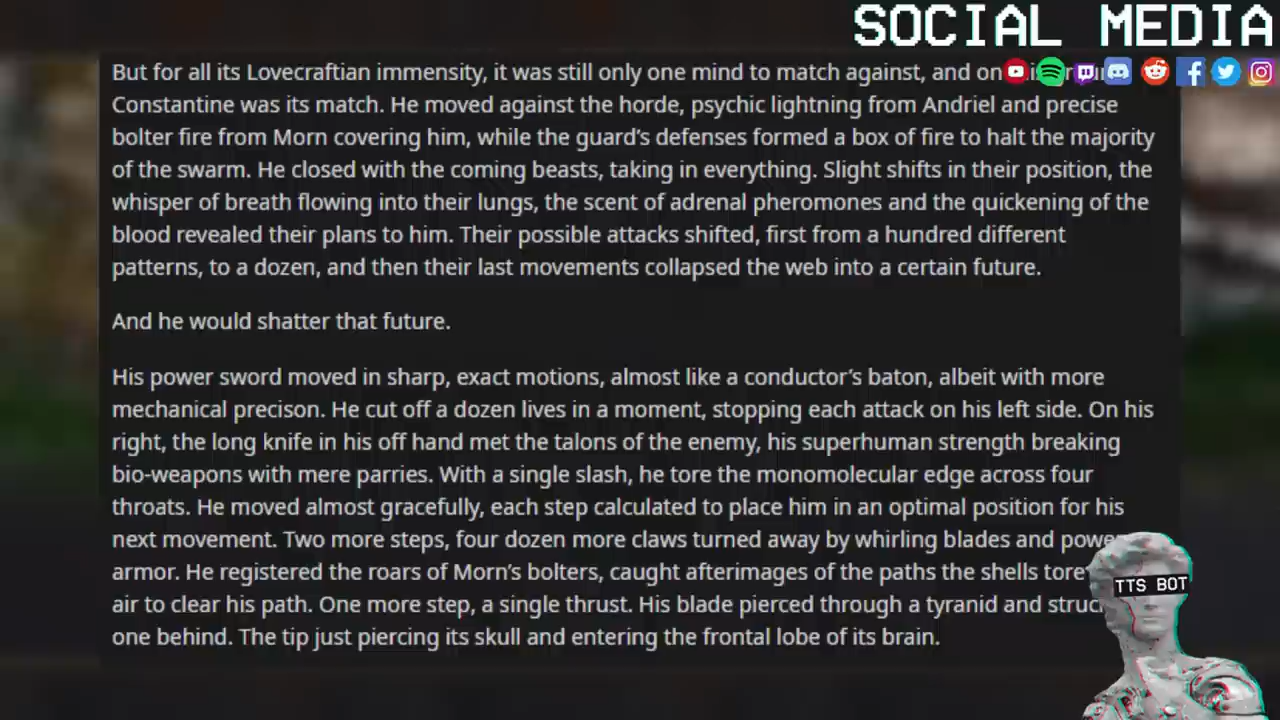 SOCIAL MEDIA
But for all its Lovecraftian immensity, it was still only one mind to match against, and on
Constantine was its match. He moved against the horde, psychic lightning from Andriel and precise
bolter fire from Morn covering him, while the guard's defenses formed a box of fire to halt the majority
of the swarm. He closed with the coming beasts, taking in everything. Slight shifts in their position, the
whisper of breath flowing into their lungs, the scent of adrenal pheromones and the quickening of the
blood revealed their plans to him. Their possible attacks shifted, first from a hundred different
patterns, to a dozen, and then their last movements collapsed the web into a certain future.
And he would shatter that future.
His power sword moved in sharp, exact motions, almost like a conductor's baton, albeit with more
mechanical precison. He cut off a dozen lives in a moment, stopping each attack on his left side. On his
right, the long knife in his off hand met the talons of the enemy, his superhuman strength breaking
bio-weapons with mere parries. With a single slash, he tore the monomolecular edge across four
throats. He moved almost gracefully, each step calculated to place him in an optimal position for his
next movement. Two more steps, four dozen more claws turned away by whirling blades and power
armor. He registered the roars of Morn's bolters, caught afterimages of the paths the shells tore
air to clear his path. One more step, a single thrust. His blade pierced through a tyranid and
one behind. The tip just piercing its skull and entering the frontal lobe of its brain.
TTS BOT